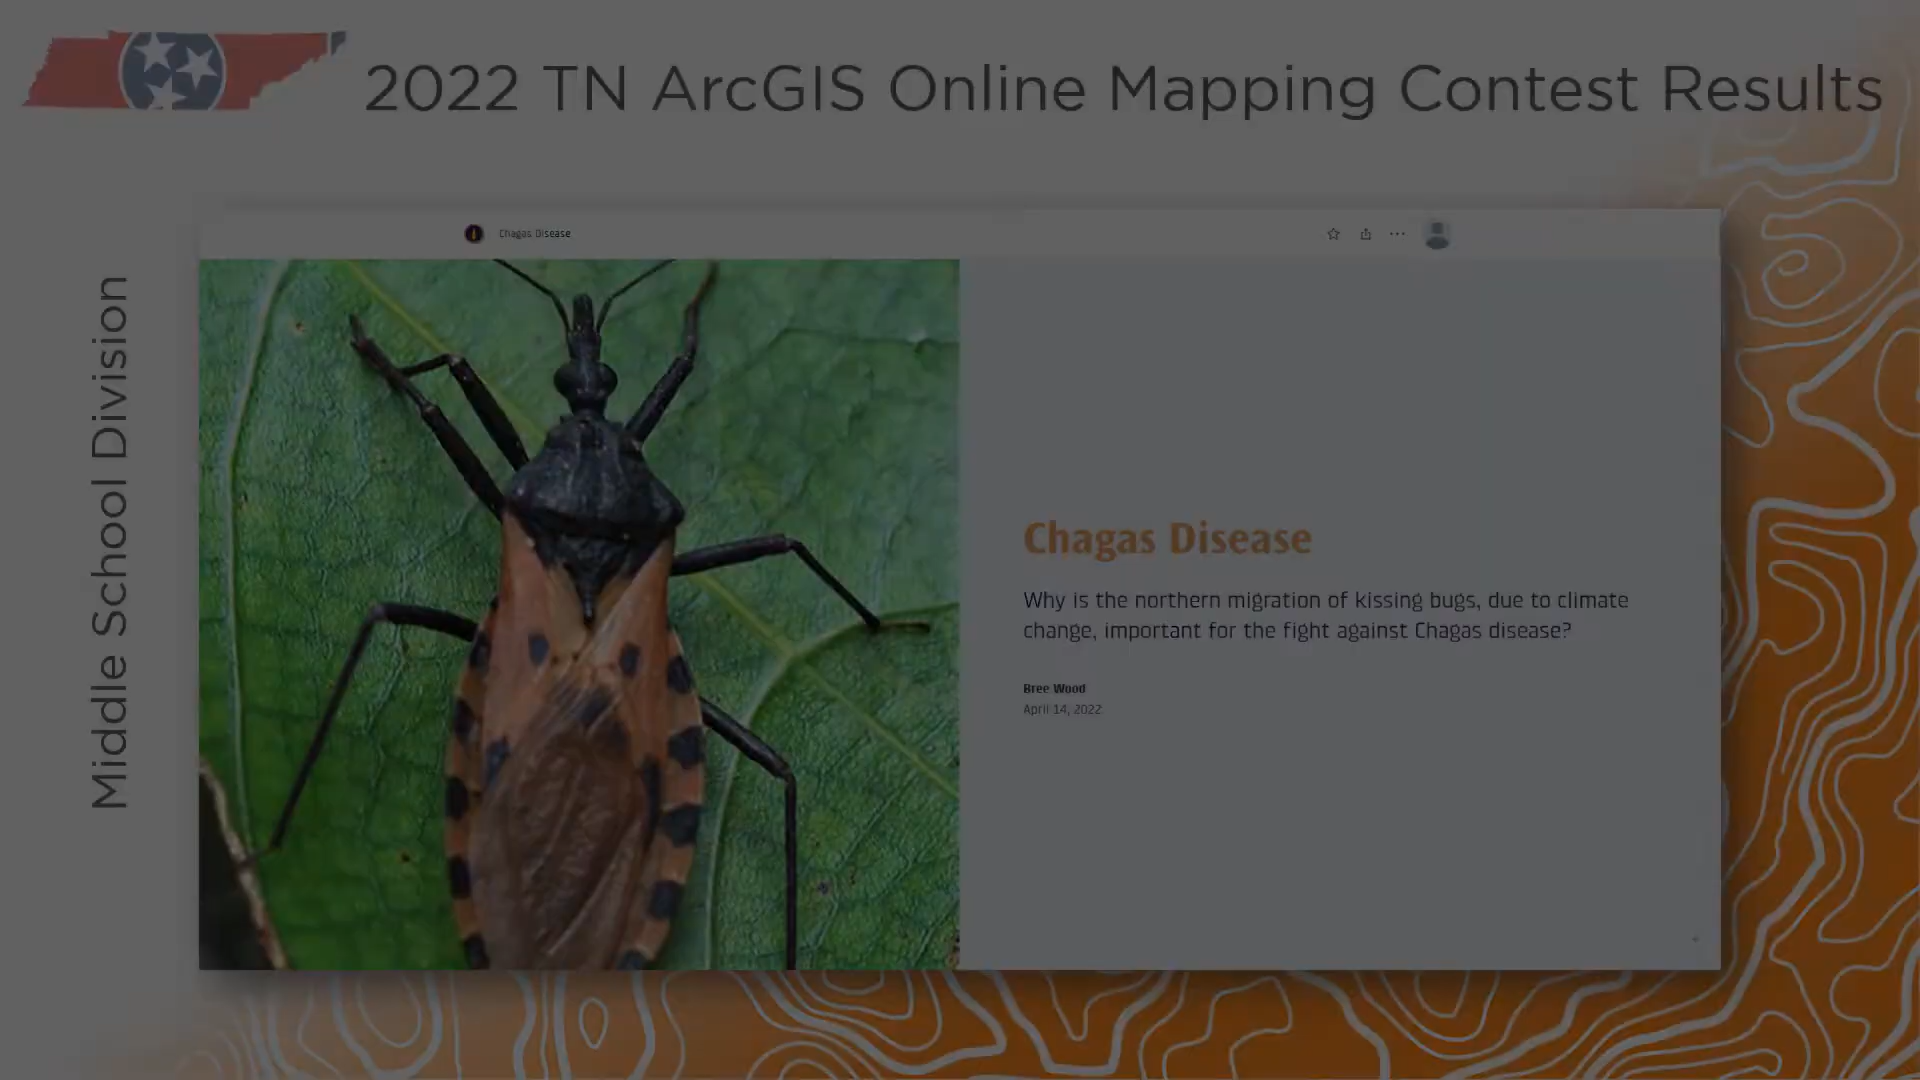 2022 TN ArcGIS Online Mapping Contest Results
Middle School Division
Chagas Disease
Chagas Disease
Why is the northern migration of kissing bugs, due to climate
change, important for the fight against Chagas disease?
Bree Wood
April 14, 2022